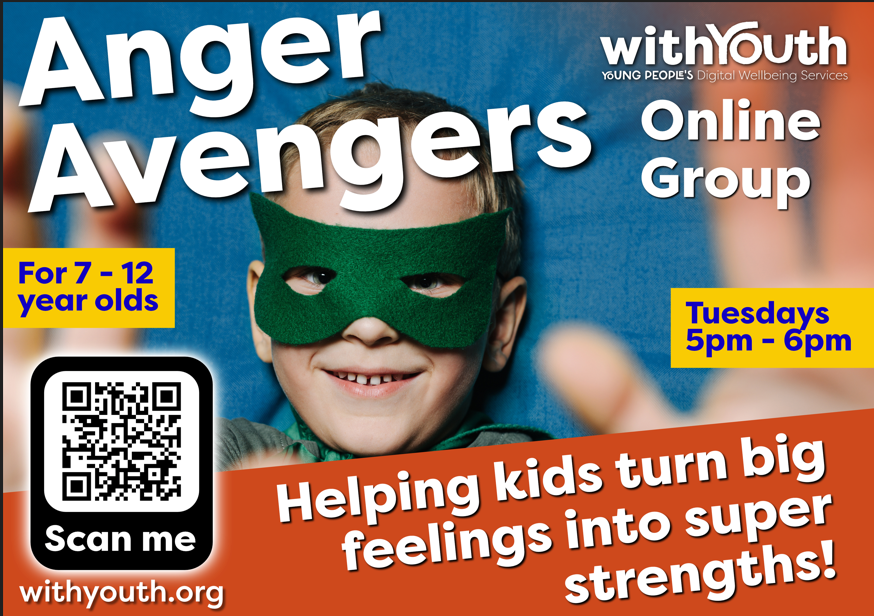 Anger
Avengers
withYouth
YOUNG PEOPLE'S Digital Wellbeing Services
Online
Group
For 7 - 12
year olds
Tuesdays
5pm - 6pm
Scan me
withyouth.org
Helping kids turn big
feelings into super
strengths!